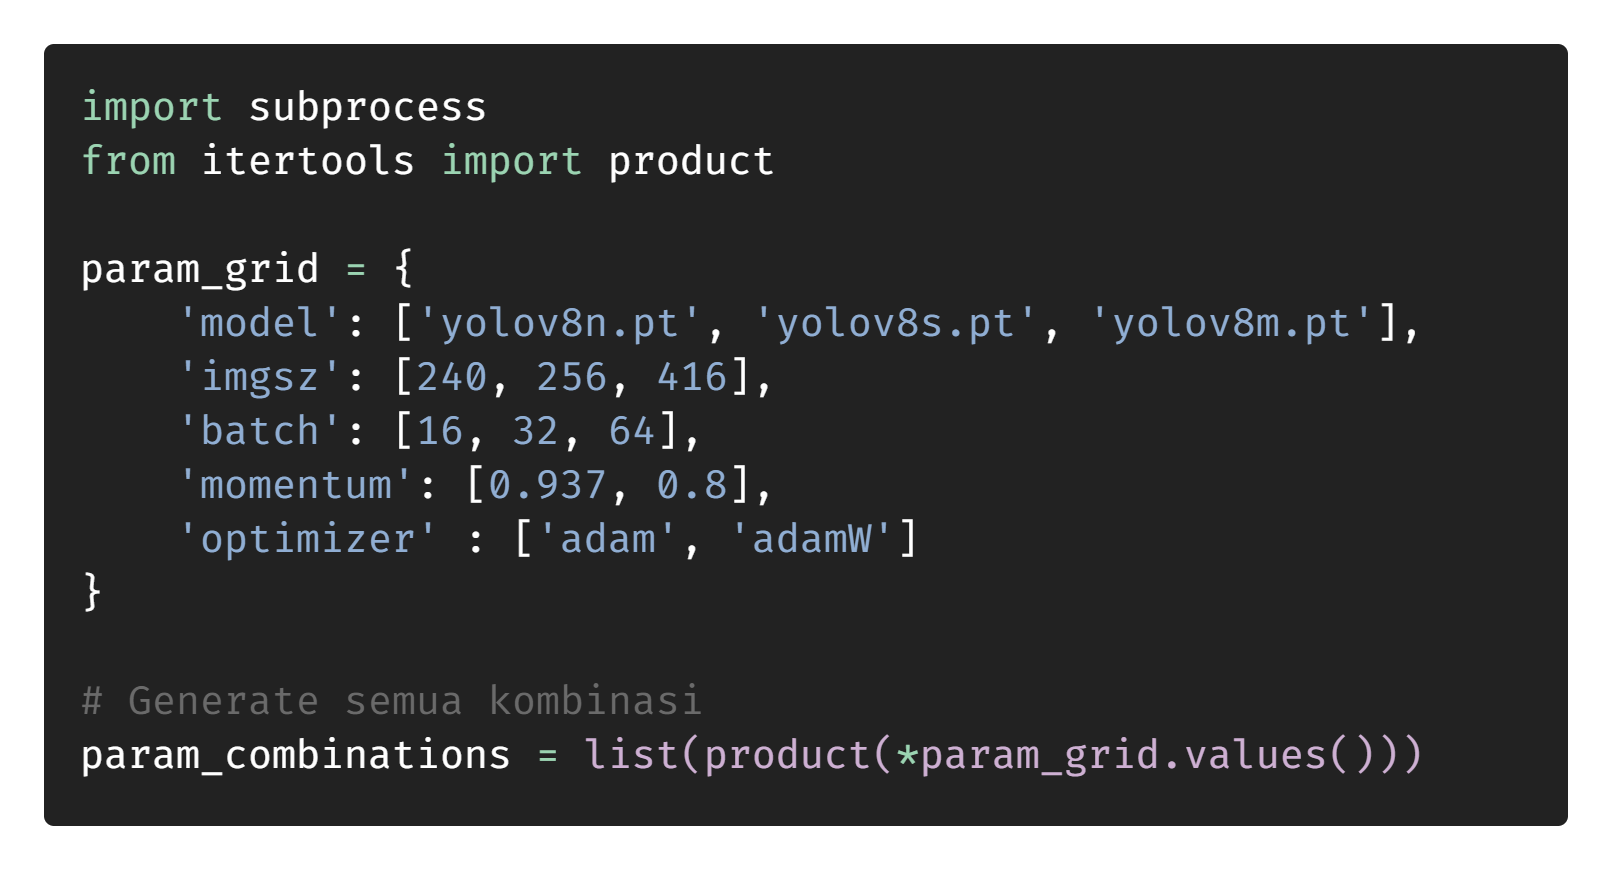 import subprocess
from itertools import product

param_grid = {
    'model': ['yolov8n.pt', 'yolov8s.pt', 'yolov8m.pt'],
    'imgsz': [240, 256, 416],
    'batch': [16, 32, 64],
    'momentum': [0.937, 0.8],
    'optimizer' : ['adam', 'adamW']
}

# Generate semua kombinasi
param_combinations = list(product(*param_grid.values()))